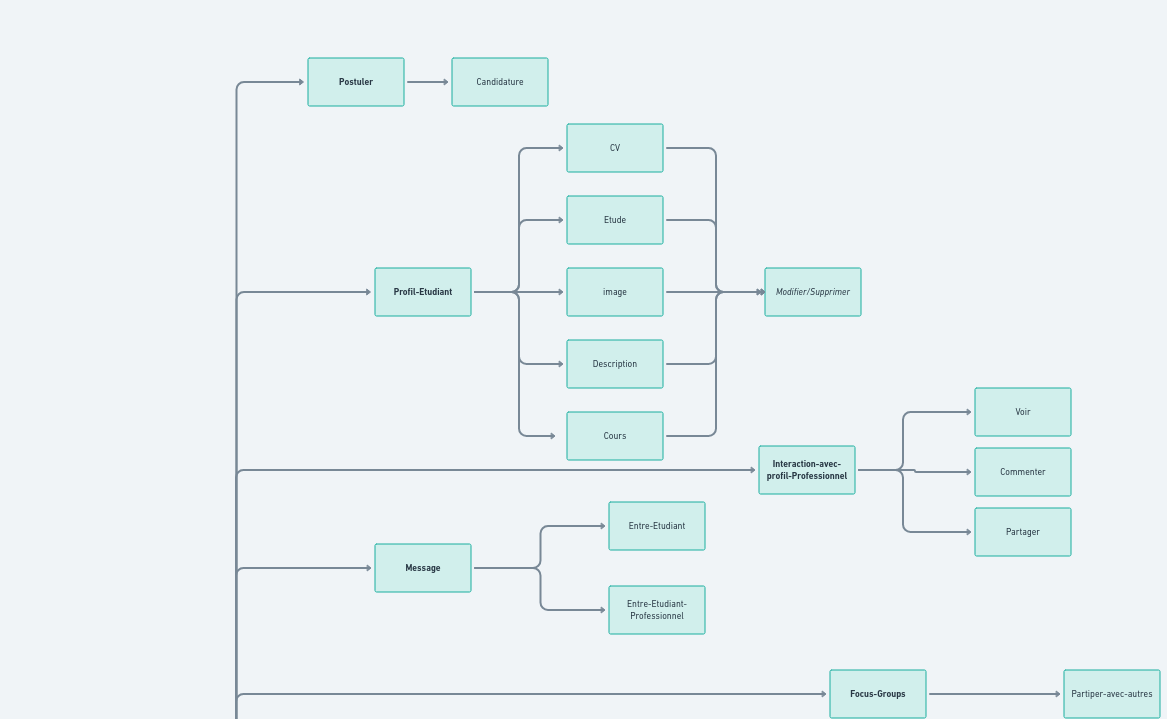 Postuler
Candidature
CV
Etude
Profil-Etudiant
image
Modifier/Supprimer
Description
Cours
Voir
Interaction-avec-
profil-Professionnel
Commenter
Partager
Entre-Etudiant
Message
Entre-Etudiant-
Professionnel
Focus-Groups
Partiper-avec-autres